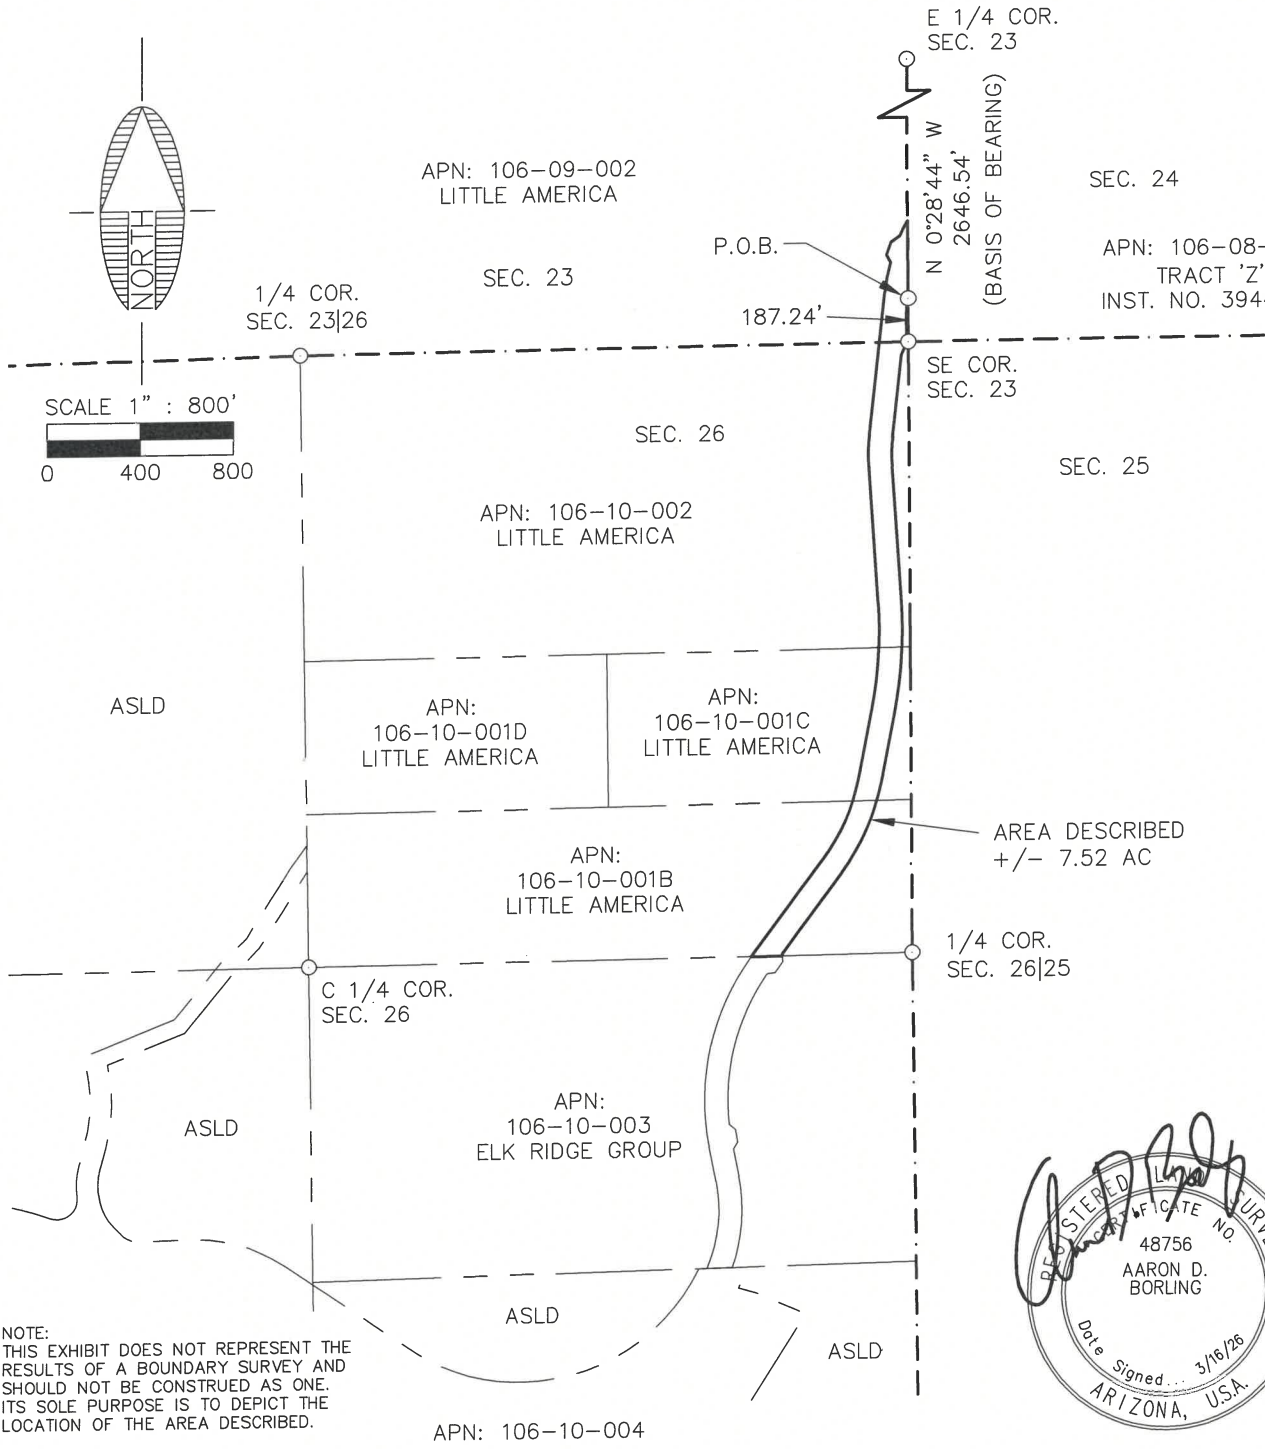 E 1/4 COR.
SEC. 23
N 0°28'44" W
2646.54'
(BASIS OF BEARING)
APN: 106-09-002
LITTLE AMERICA
SEC. 24
P.O.B.
APN: 106-08-
TRACT 'Z'
INST. NO. 394
SEC. 23
NORTH
1/4 COR.
SEC. 23|26
187.24'
SE COR.
SEC. 23
SCALE 1" : 800'
0 400 800
SEC. 26
SEC. 25
APN: 106-10-002
LITTLE AMERICA
ASLD
APN:
106-10-001D
LITTLE AMERICA
APN:
106-10-001C
LITTLE AMERICA
AREA DESCRIBED
+/- 7.52 AC
APN:
106-10-001B
LITTLE AMERICA
1/4 COR.
SEC. 26|25
C 1/4 COR.
SEC. 26
APN:
106-10-003
ELK RIDGE GROUP
ASLD
REGISTERED LAND SURVE
CERTIFICATE NO.
48756
AARON D.
BORLING
Date Signed... 3/16/26
ARIZONA, U.S.A.
ASLD
ASLD
NOTE:
THIS EXHIBIT DOES NOT REPRESENT THE
RESULTS OF A BOUNDARY SURVEY AND
SHOULD NOT BE CONSTRUED AS ONE.
ITS SOLE PURPOSE IS TO DEPICT THE
LOCATION OF THE AREA DESCRIBED.
APN: 106-10-004